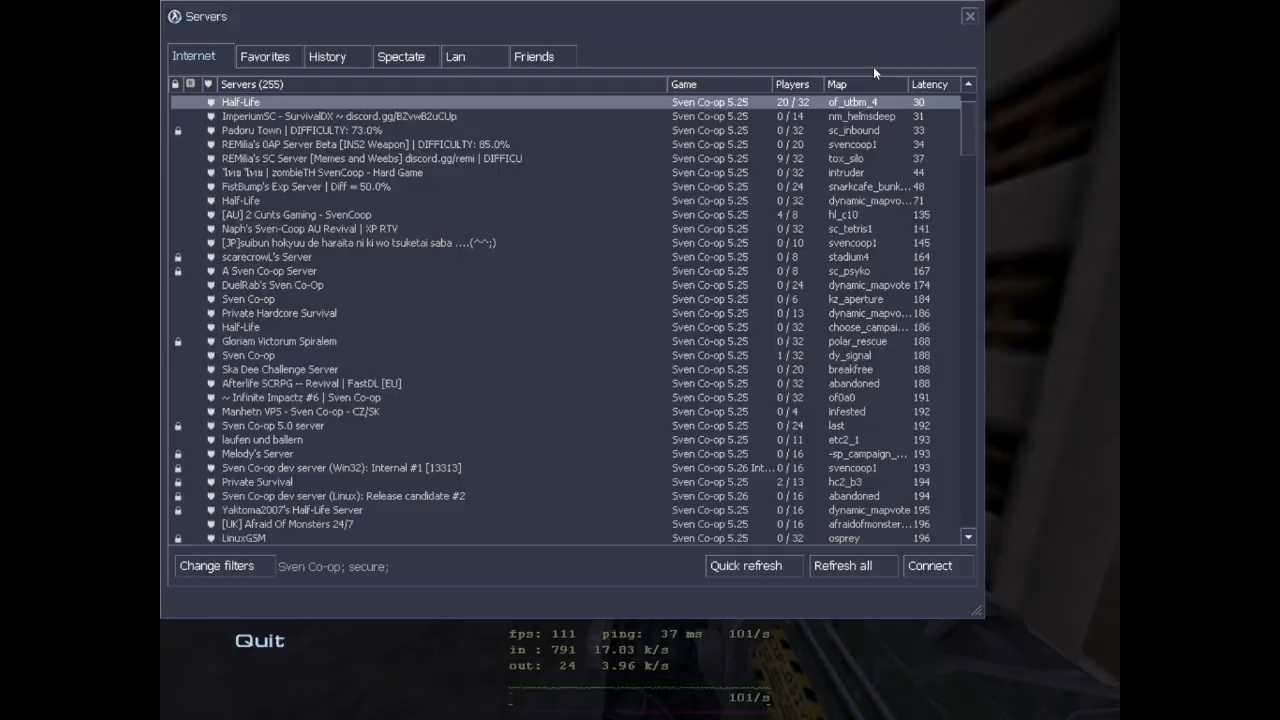 Servers
Internet Favorites History Spectate Lan Friends
Servers (255) Game Players Map Latency
Half-Life Sven Co-op 5.25 20 / 32 of_utbm_4 30
ImperiumSC - SurvivalDX ~ discord.gg/BZvwB2uCUp Sven Co-op 5.25 0 / 14 nm_helmsdeep 31
Padoru Town | DIFFICULTY: 73.0% Sven Co-op 5.25 0 / 32 sc_inbound 33
REMilia's OAP Server Beta [INS2 Weapon] | DIFFICULTY: 85.0% Sven Co-op 5.25 0 / 20 svencoop1 34
REMilia's SC Server [Memes and Weebs] discord.gg/remi | DIFFICU Sven Co-op 5.25 9 / 32 tox_silo 37
ไทย ไทย | zombieTH SvenCoop - Hard Game Sven Co-op 5.25 0 / 32 intruder 44
FistBump's Exp Server | Diff = 50.0% Sven Co-op 5.25 0 / 24 snarkcafe_bunk... 48
Half-Life Sven Co-op 5.25 0 / 32 dynamic_mapvo... 71
[AU] 2 Cunts Gaming - SvenCoop Sven Co-op 5.25 4 / 8 hl_c10 135
Naph's Sven-Coop AU Revival | XP RTV Sven Co-op 5.25 0 / 32 sc_tetris1 141
[JP]suibun hokyuu de haraita ni ki wo tsuketai saba ....(^^;) Sven Co-op 5.25 0 / 10 svencoop1 145
scarecrowL's Server Sven Co-op 5.25 0 / 8 stadium4 164
A Sven Co-op Server Sven Co-op 5.25 0 / 8 sc_psyko 167
DuelRab's Sven Co-Op Sven Co-op 5.25 0 / 24 dynamic_mapvote 174
Sven Co-op Sven Co-op 5.25 0 / 6 kz_aperture 184
Private Hardcore Survival Sven Co-op 5.25 0 / 13 dynamic_mapvo... 186
Half-Life Sven Co-op 5.25 0 / 32 choose_campai... 186
Gloriam Victorum Spiralem Sven Co-op 5.25 0 / 32 polar_rescue 188
Sven Co-op Sven Co-op 5.25 1 / 32 dy_signal 188
Ska Dee Challenge Server Sven Co-op 5.25 0 / 20 breakfree 188
Afterlife SCRPG -- Revival | FastDL [EU] Sven Co-op 5.25 0 / 32 abandoned 188
~ Infinite Impactz #6 | Sven Co-op Sven Co-op 5.25 0 / 32 of0a0 191
Manhetn VPS - Sven Co-op - CZ/SK Sven Co-op 5.25 0 / 4 infested 192
Sven Co-op 5.0 server Sven Co-op 5.25 0 / 24 last 192
laufen und ballern Sven Co-op 5.25 0 / 11 etc2_1 193
Melody's Server Sven Co-op 5.25 0 / 16 -sp_campaign_... 193
Sven Co-op dev server (Win32): Internal #1 [13313] Sven Co-op 5.26 Int... 0 / 16 svencoop1 193
Private Survival Sven Co-op 5.25 2 / 13 hc2_b3 194
Sven Co-op dev server (Linux): Release candidate #2 Sven Co-op 5.26 0 / 16 abandoned 194
Yaktoma2007's Half-Life Server Sven Co-op 5.25 0 / 16 dynamic_mapvote 195
[UK] Afraid Of Monsters 24/7 Sven Co-op 5.25 0 / 16 afraidofmonster... 196
LinuxGSM Sven Co-op 5.25 0 / 32 osprey 196
Change filters Sven Co-op; secure; Quick refresh Refresh all Connect
Quit
fps: 111 ping: 37 ms 101/s
in : 791 17.83 k/s
out: 24 3.96 k/s
101/s